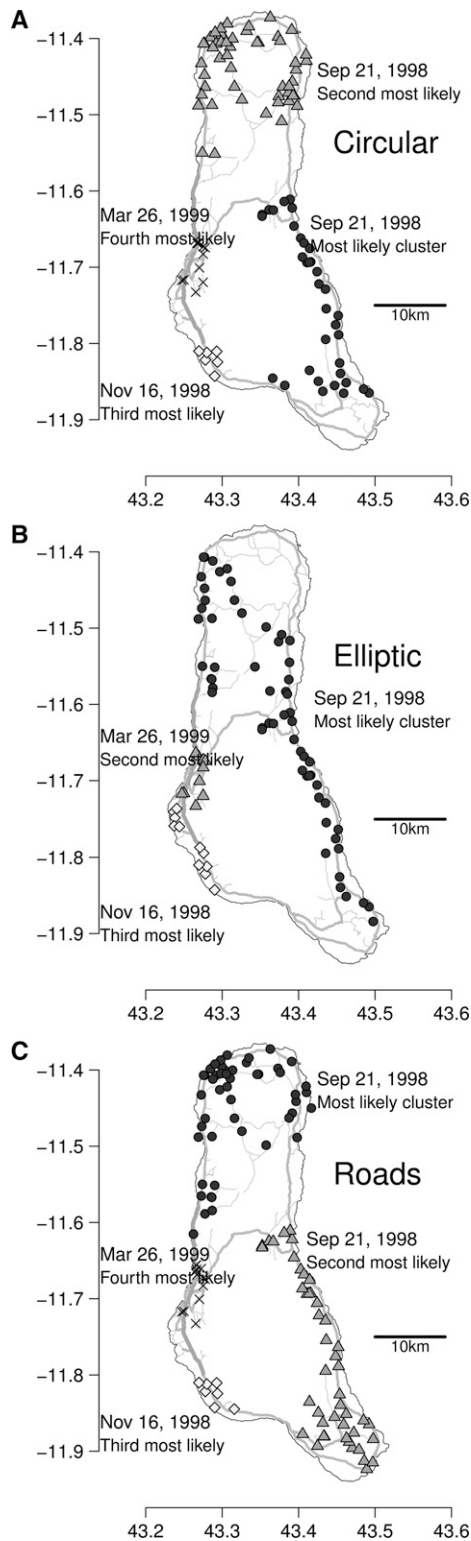 A
−11.4
Sep 21, 1998
Second most likely
−11.5
Circular
−11.6
Mar 26, 1999
Fourth most likely
Sep 21, 1998
Most likely cluster
−11.7
10km
−11.8
Nov 16, 1998
Third most likely
−11.9
43.2 43.3 43.4 43.5 43.6
B
−11.4
−11.5
Elliptic
−11.6
Sep 21, 1998
Most likely cluster
Mar 26, 1999
Second most likely
−11.7
10km
−11.8
Nov 16, 1998
Third most likely
−11.9
43.2 43.3 43.4 43.5 43.6
C
−11.4
Sep 21, 1998
Most likely cluster
−11.5
Roads
−11.6
Sep 21, 1998
Second most likely
Mar 26, 1999
Fourth most likely
−11.7
10km
−11.8
Nov 16, 1998
Third most likely
−11.9
43.2 43.3 43.4 43.5 43.6